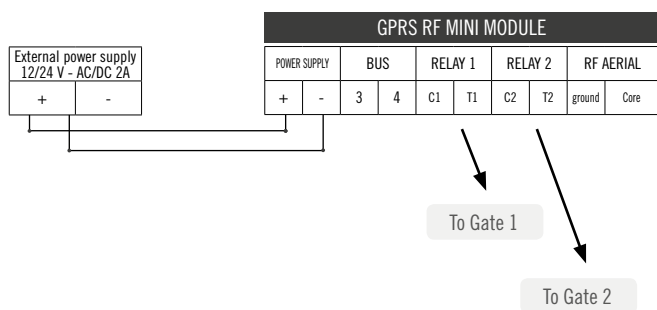 GPRS RF MINI MODULE
External power supply
12/24 V - AC/DC 2A
POWER SUPPLY BUS RELAY 1 RELAY 2 RF AERIAL
+ -
+ - 3 4 C1 T1 C2 T2 ground Core
To Gate 1
To Gate 2